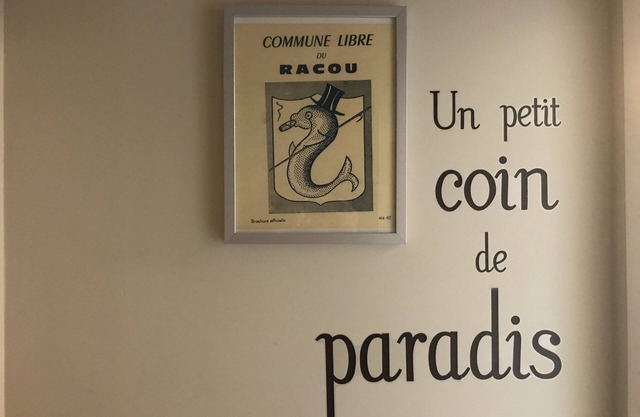 COMMUNE LIBRE
DU
RACOU
Brochure officielle
Un petit
coin
de
paradis